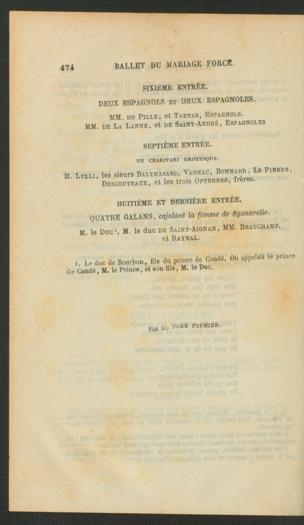 474 BALLET DU MARIAGE FORCÉ.
SIXIÈME ENTRÉE.
DEUX ESPAGNOLS ET DEUX ESPAGNOLES.
MM. DU PILLE, et TARTAS, ESPAGNOLS.
MM. DE LA LANNE, et DE SAINT-ANDRÉ, ESPAGNOLES
SEPTIÈME ENTRÉE.
UN CHARIVARI GROTESQUE.
M. LULLI, les sieurs BALTHASARD, VAGNAC, BONNARD, LA PIERRE,
DESCOUTEAUX, et les trois OPTERRES, frères.
HUITIÈME ET DERNIÈRE ENTRÉE.
QUATRE GALANS, cajolant la femme de Sganarelle.
M. le DUC¹, M. le duc DE SAINT-AIGNAN, MM. BEAUCHAMP,
et RAYNAL.
1. Le duc de Bourbon, fils du prince de Condé. On appelait le prince
de Condé, M. le Prince, et son fils, M. le Duc.
FIN DU TOME PREMIER.